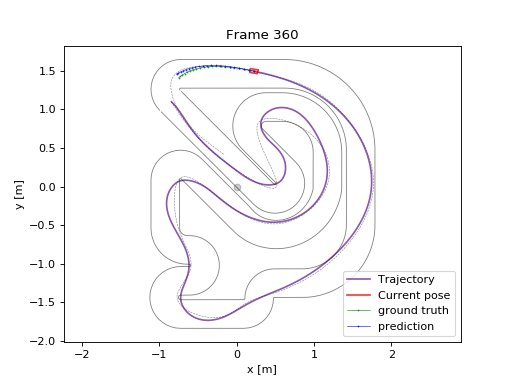 Frame 360
1.5
1.0
0.5
0.0
−0.5
−1.0
−1.5
−2.0
y [m]
−2
−1
0
1
2
x [m]
Trajectory
Current pose
ground truth
prediction